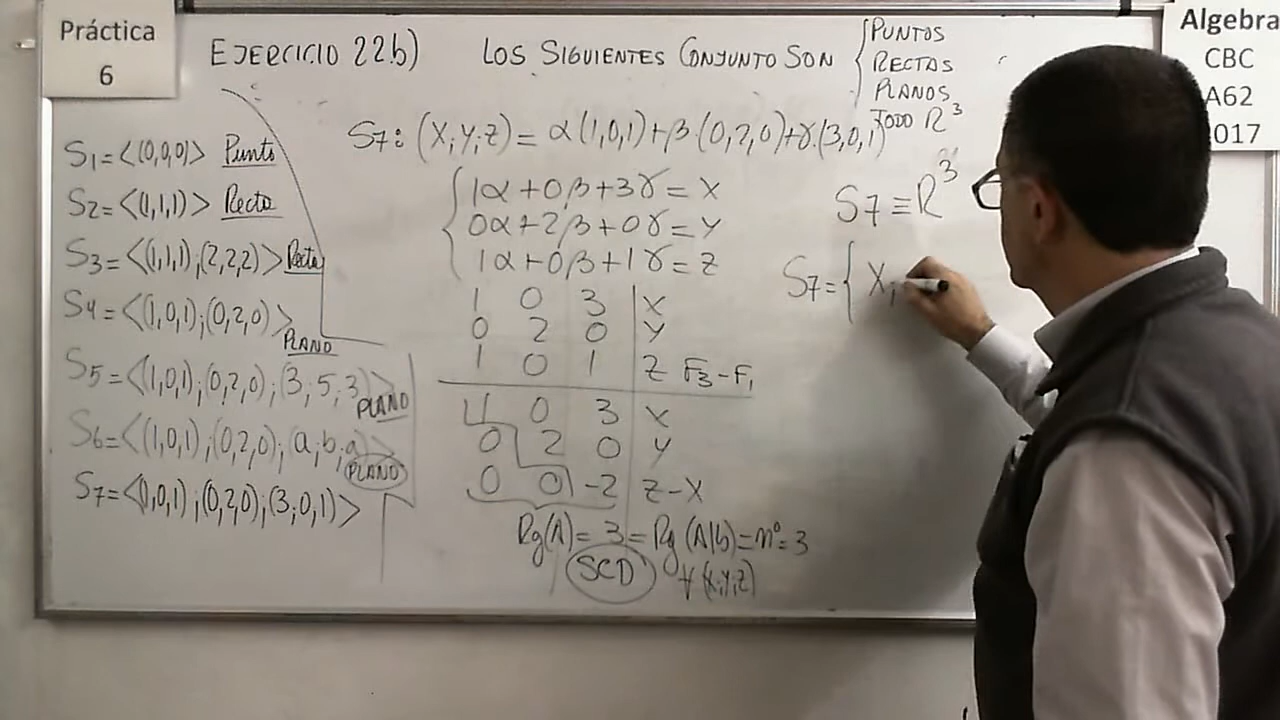 Práctica
6
EJERCICIO 22b)
LOS SIGUIENTES CONJUNTO SON
PUNTOS
RECTAS
PLANOS
TODO R³
Algebra
CBC
A62
2017
S1=<(0,0,0)> Punto
S2=<(1,1,1)> Recta
S3=<(1,1,1);(2,2,2)> Recta
S4=<(1,0,1);(0,2,0)>
PLANO
S5=<(1,0,1);(0,2,0);(3;5;3)>
PLANO
S6=<(1,0,1);(0,2,0);(a;b;a)>
PLANO
S7=<(1,0,1);(0,2,0);(3;0,1)>
S7: (X;Y;Z)= α(1,0,1)+β·(0,2,0)+γ·(3,0,1)
1α+0β+3γ=X
0α+2β+0γ=Y
1α+0β+1γ=Z
1 0 3 | X
0 2 0 | Y
1 0 1 | Z F3-F1
1 0 3 | X
0 2 0 | Y
0 0 -2 | Z-X
Rg(A)= 3=Rg(A|b)=nº=3
SCD ∀(X;Y;Z)
S7≡R³
S7={ X;